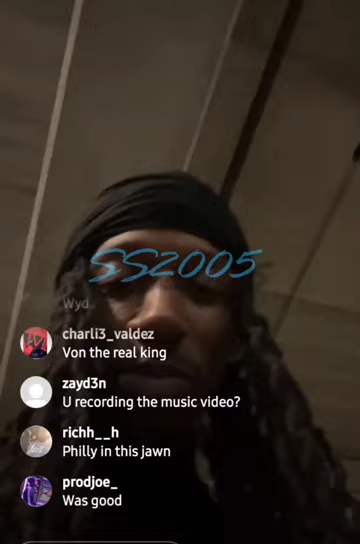 SS2005
Wyd
charli3_valdez
Von the real king
zayd3n
U recording the music video?
richh__h
Philly in this jawn
prodjoe_
Was good